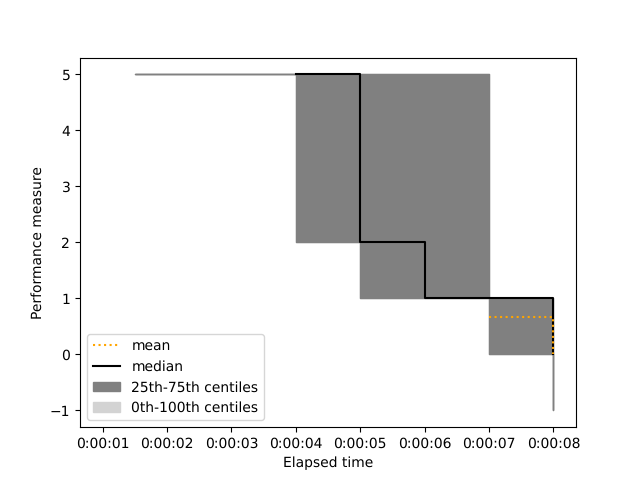 5
4
3
2
1
0
−1
Performance measure
mean
median
25th-75th centiles
0th-100th centiles
0:00:01 0:00:02 0:00:03 0:00:04 0:00:05 0:00:06 0:00:07 0:00:08
Elapsed time